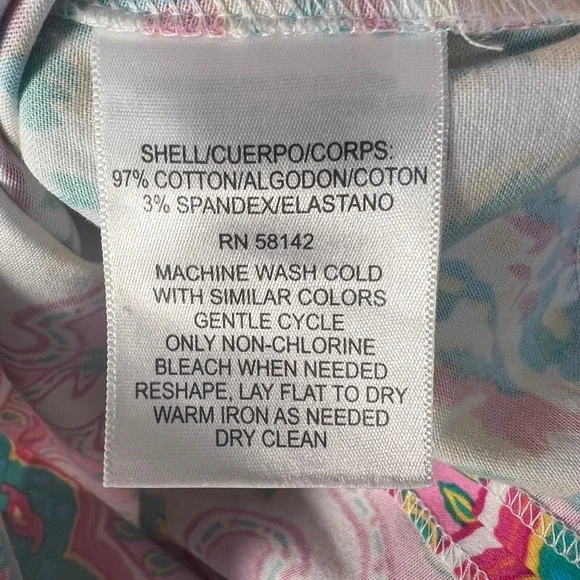 SHELL/CUERPO/CORPS:
97% COTTON/ALGODON/COTON
3% SPANDEX/ELASTANO
RN 58142
MACHINE WASH COLD
WITH SIMILAR COLORS
GENTLE CYCLE
ONLY NON-CHLORINE
BLEACH WHEN NEEDED
RESHAPE, LAY FLAT TO DRY
WARM IRON AS NEEDED
DRY CLEAN